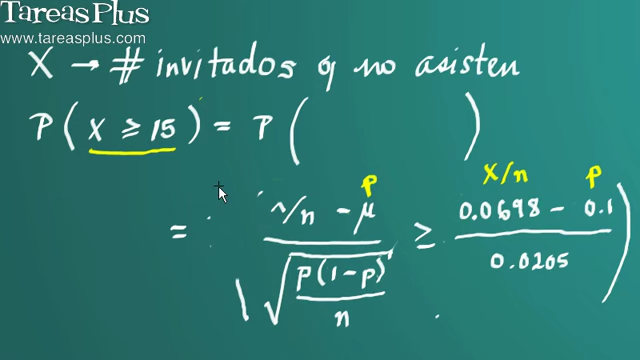 TareasPlus
www.tareasplus.com
X → # invitados q no asisten
P ( X ≥ 15 ) = P ( )
X/n p
p
= /n - μ ≥ 0.0698 - 0.1 )
√ p(1-p) 0.0205
n